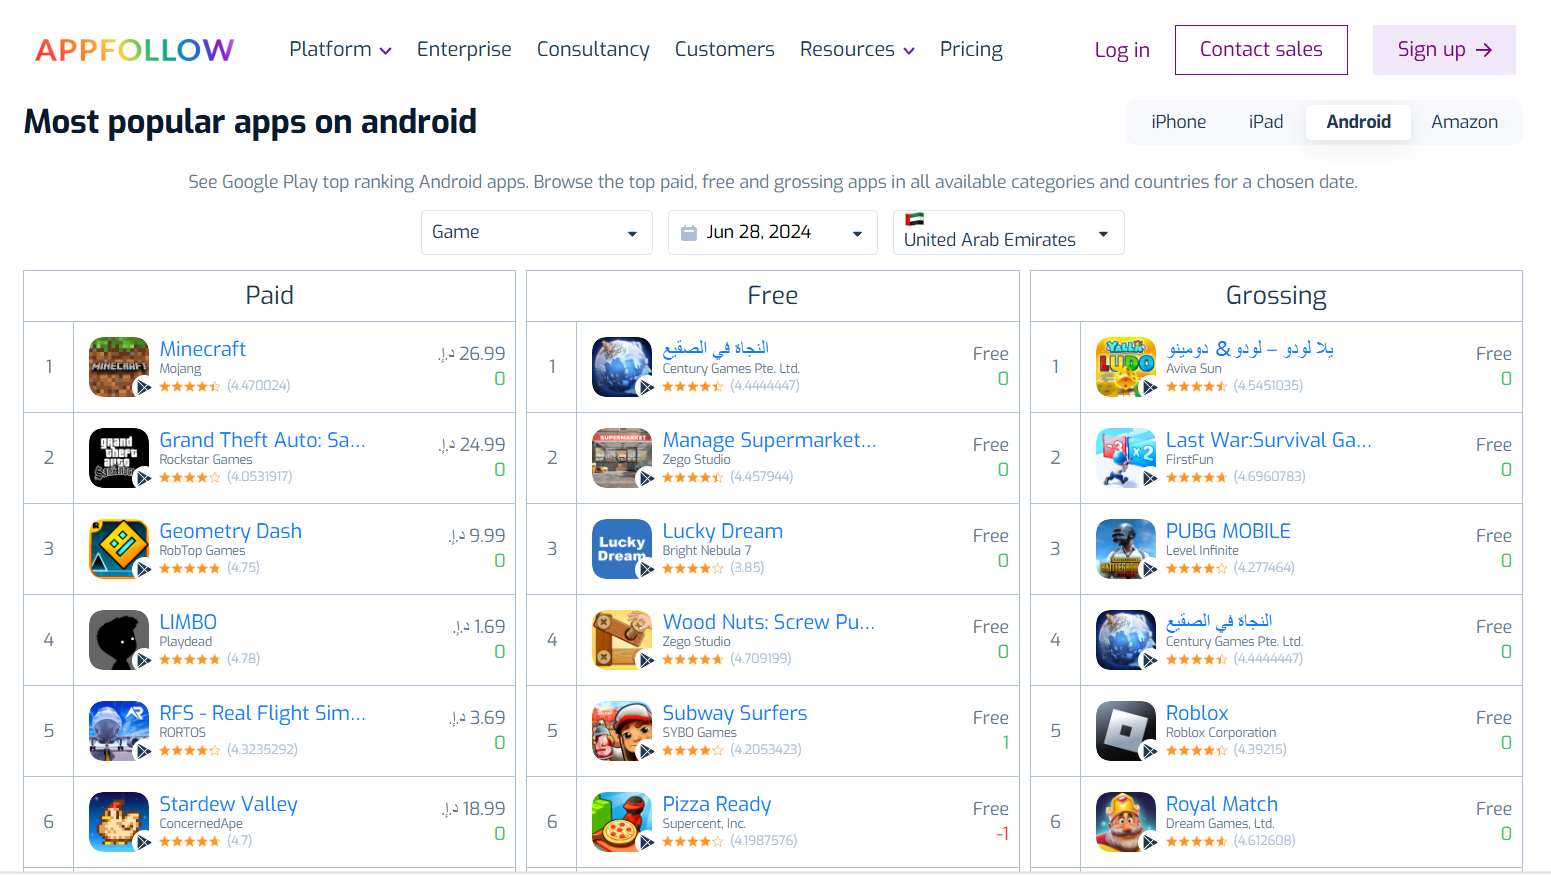 APPFOLLOW
Platform
Enterprise
Consultancy
Customers
Resources
Pricing
Log in
Contact sales
Sign up →
Most popular apps on android
iPhone
iPad
Android
Amazon
See Google Play top ranking Android apps. Browse the top paid, free and grossing apps in all available categories and countries for a chosen date.
Game
Jun 28, 2024
United Arab Emirates
Paid
1
MINECRAFT
Minecraft
Mojang
(4.470024)
د.إ. 26.99
0
2
grand theft auto
Grand Theft Auto: Sa...
Rockstar Games
(4.0531917)
د.إ. 24.99
0
3
Geometry Dash
RobTop Games
(4.75)
د.إ. 9.99
0
4
LIMBO
Playdead
(4.78)
د.إ. 1.69
0
5
RFS - Real Flight Sim...
RORTOS
(4.3235292)
د.إ. 3.69
0
6
Stardew Valley
ConcernedApe
(4.7)
د.إ. 18.99
0
Free
1
النجاة في الصقيع
Century Games Pte. Ltd.
(4.4444447)
Free
0
2
SUPERMARKET
Manage Supermarket...
Zego Studio
(4.457944)
Free
0
3
Lucky Dream
Lucky Dream
Bright Nebula 7
(3.85)
Free
0
4
Wood Nuts: Screw Pu...
Zego Studio
(4.709199)
Free
0
5
Subway Surfers
SYBO Games
(4.2053423)
Free
1
6
Pizza Ready
Supercent, Inc.
(4.1987576)
Free
-1
Grossing
1
YALLA LUDO
يلا لودو – لودو& دومينو
Aviva Sun
(4.5451035)
Free
0
2
-3 x2
Last War:Survival Ga...
FirstFun
(4.6960783)
Free
0
3
PUBG MOBILE
Level Infinite
(4.277464)
Free
0
4
النجاة في الصقيع
Century Games Pte. Ltd.
(4.4444447)
Free
0
5
Roblox
Roblox Corporation
(4.39215)
Free
0
6
Royal Match
Dream Games, Ltd.
(4.612608)
Free
0